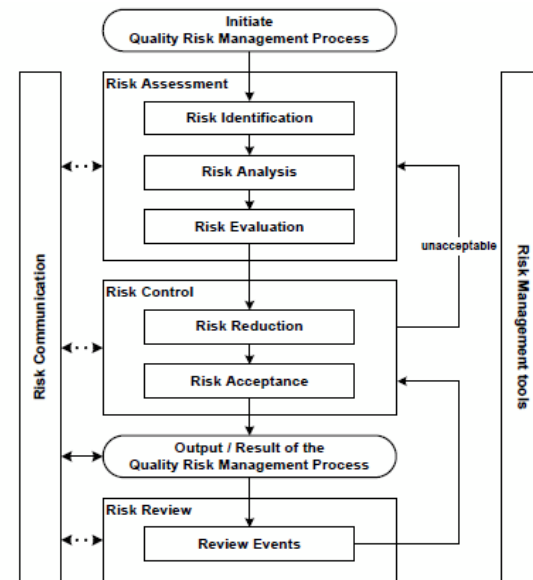 Initiate
Quality Risk Management Process
Risk Assessment
Risk Identification
Risk Analysis
Risk Evaluation
unacceptable
Risk Communication
Risk Management tools
Risk Control
Risk Reduction
Risk Acceptance
Output / Result of the
Quality Risk Management Process
Risk Review
Review Events